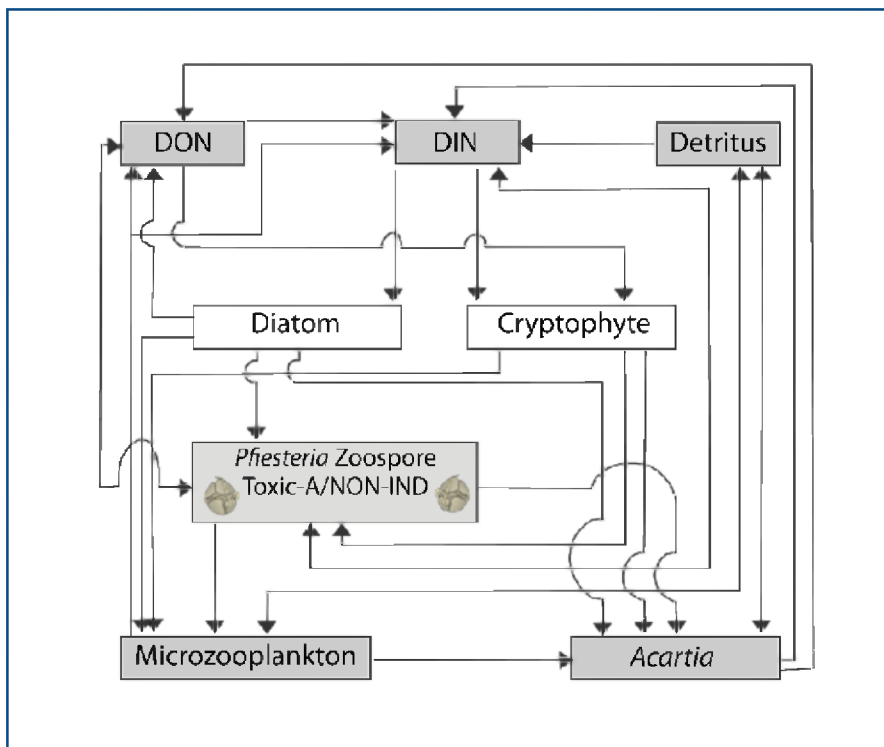 DON
DIN
Detritus
Diatom
Cryptophyte
Pfiesteria Zoospore
Toxic-A/NON-IND
Microzooplankton
Acartia